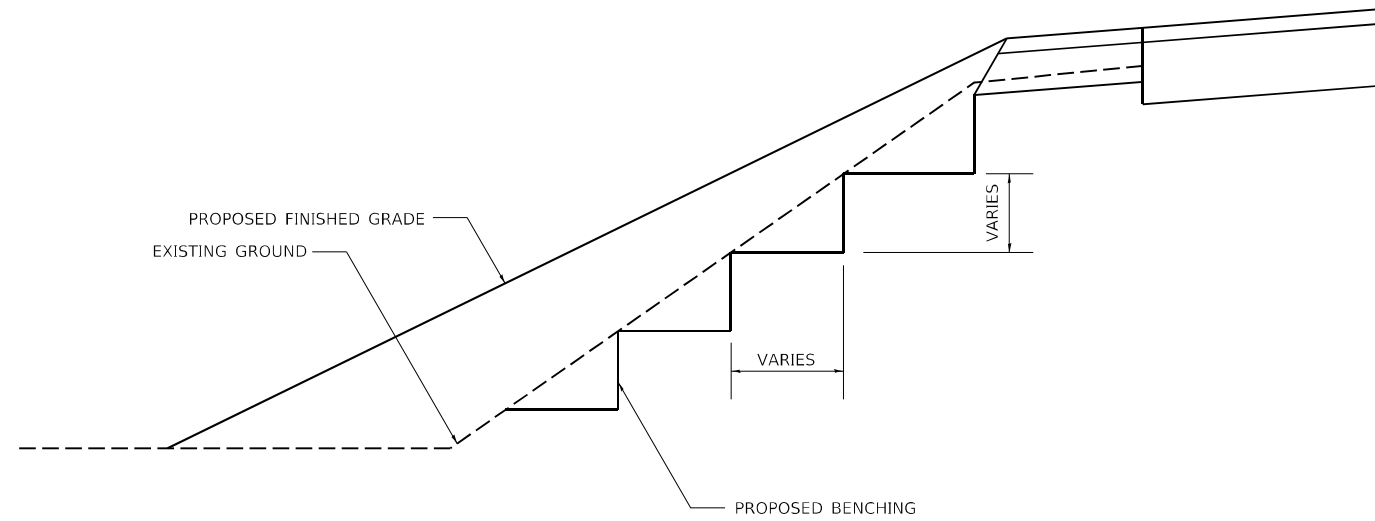 PROPOSED FINISHED GRADE
EXISTING GROUND
VARIES
VARIES
PROPOSED BENCHING